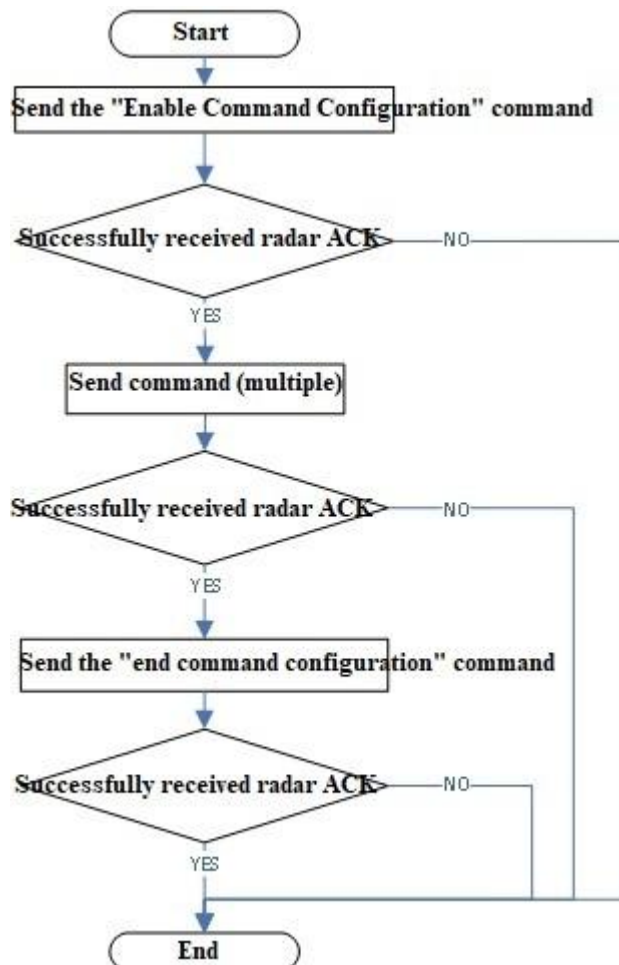 Start
Send the "Enable Command Configuration" command
Successfully received radar ACK
NO
YES
Send command (multiple)
Successfully received radar ACK
NO
YES
Send the "end command configuration" command
Successfully received radar ACK
NO
YES
End